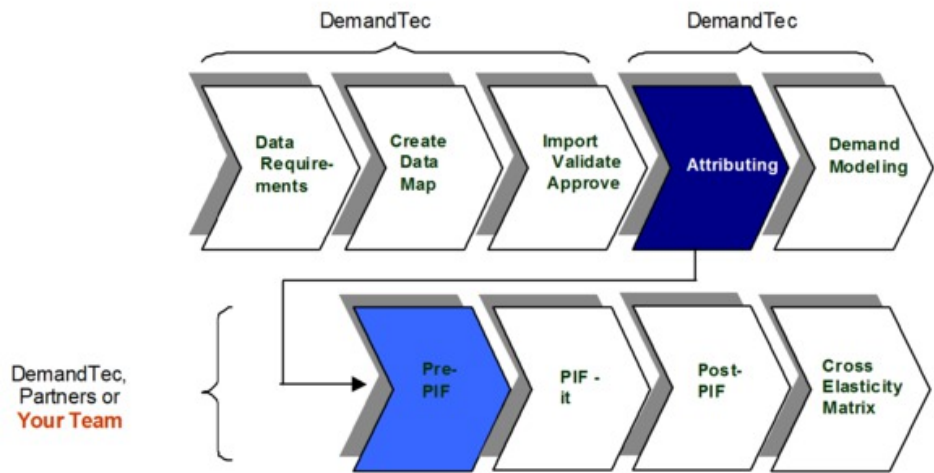 DemandTec
DemandTec
Data
Require-
ments
Create
Data
Map
Import
Validate
Approve
Attributing
Demand
Modeling
DemandTec,
Partners or
Your Team
Pre-
PIF
PIF -
it
Post-
PIF
Cross
Elasticity
Matrix